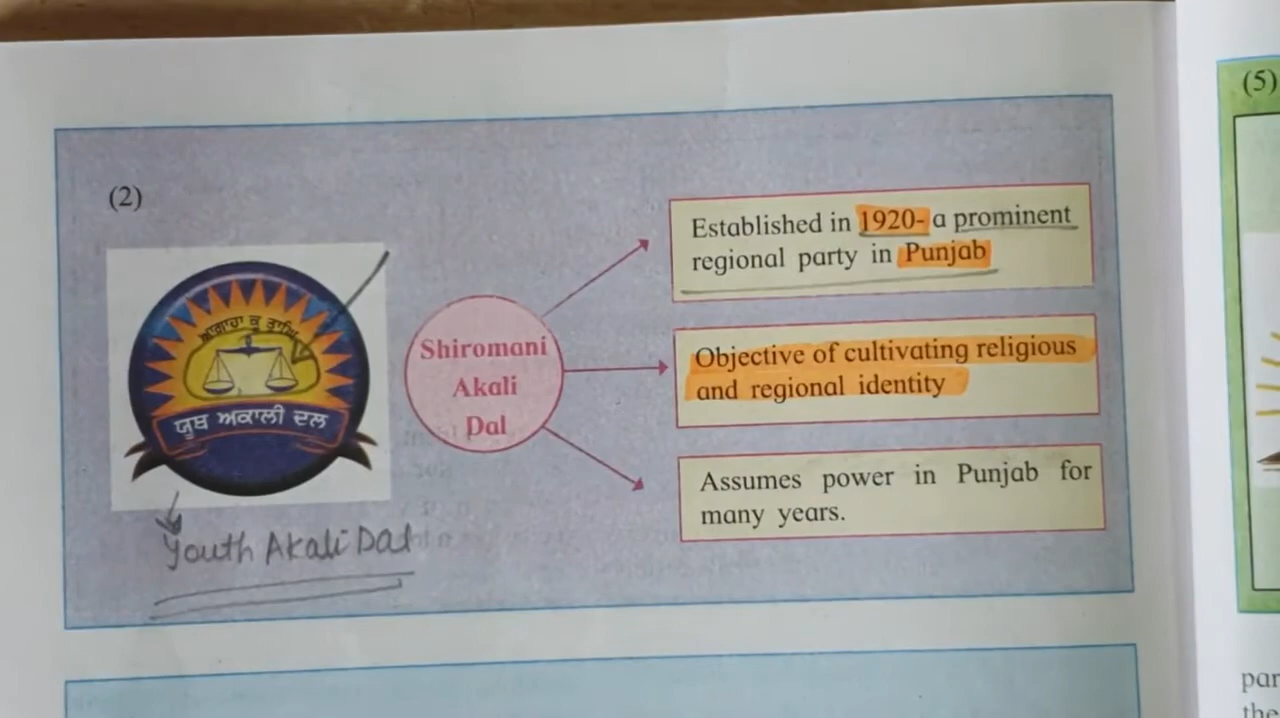 (2)
ਆਗਾਹਾ ਕੂ ਤ੍ਰਾਘਿ
ਯੂਥ ਅਕਾਲੀ ਦਲ
Youth Akali Dal
Shiromani
Akali
Dal
Established in 1920- a prominent
regional party in Punjab
Objective of cultivating religious
and regional identity
Assumes power in Punjab for
many years.
(5)